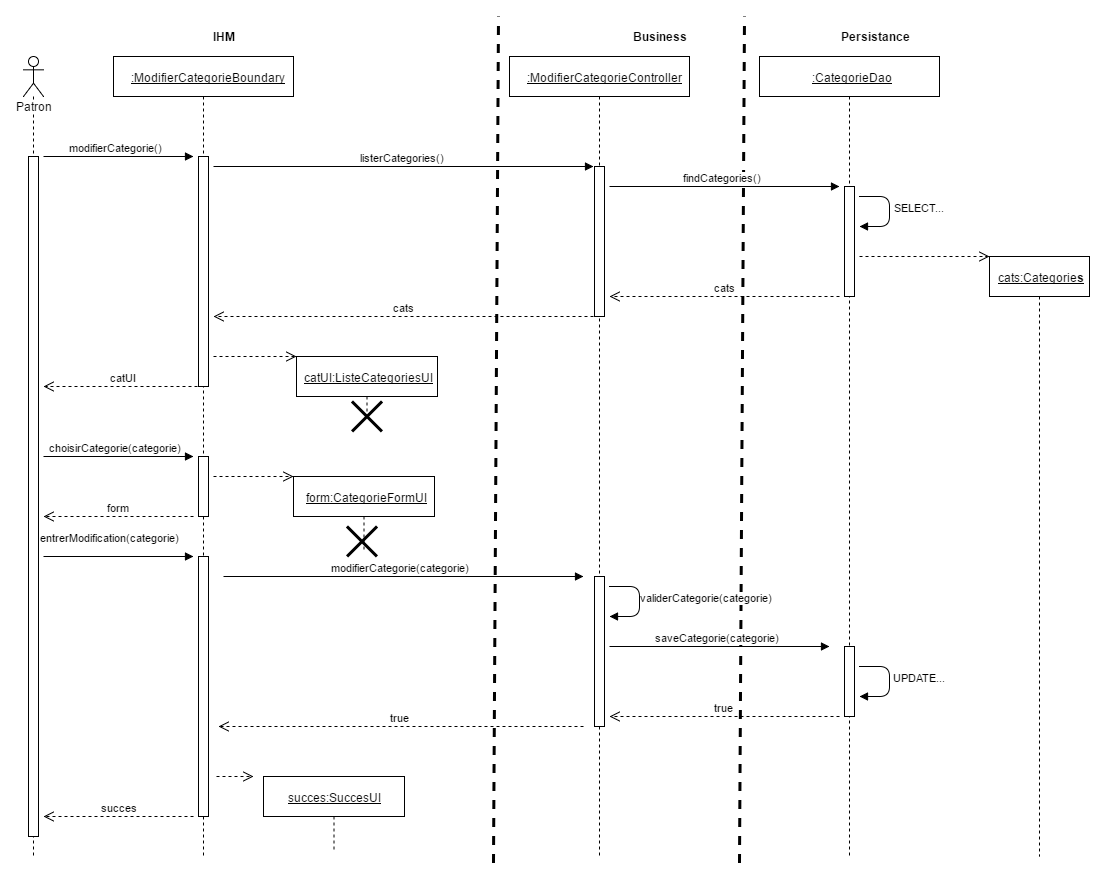 IHM
Business
Persistance
:ModifierCategorieBoundary
:ModifierCategorieController
:CategorieDao
Patron
modifierCategorie()
listerCategories()
findCategories()
SELECT...
cats:Categories
cats
cats
catUI:ListeCategoriesUI
catUI
choisirCategorie(categorie)
form:CategorieFormUI
form
entrerModification(categorie)
modifierCategorie(categorie)
validerCategorie(categorie)
saveCategorie(categorie)
UPDATE...
true
true
succes:SuccesUI
succes